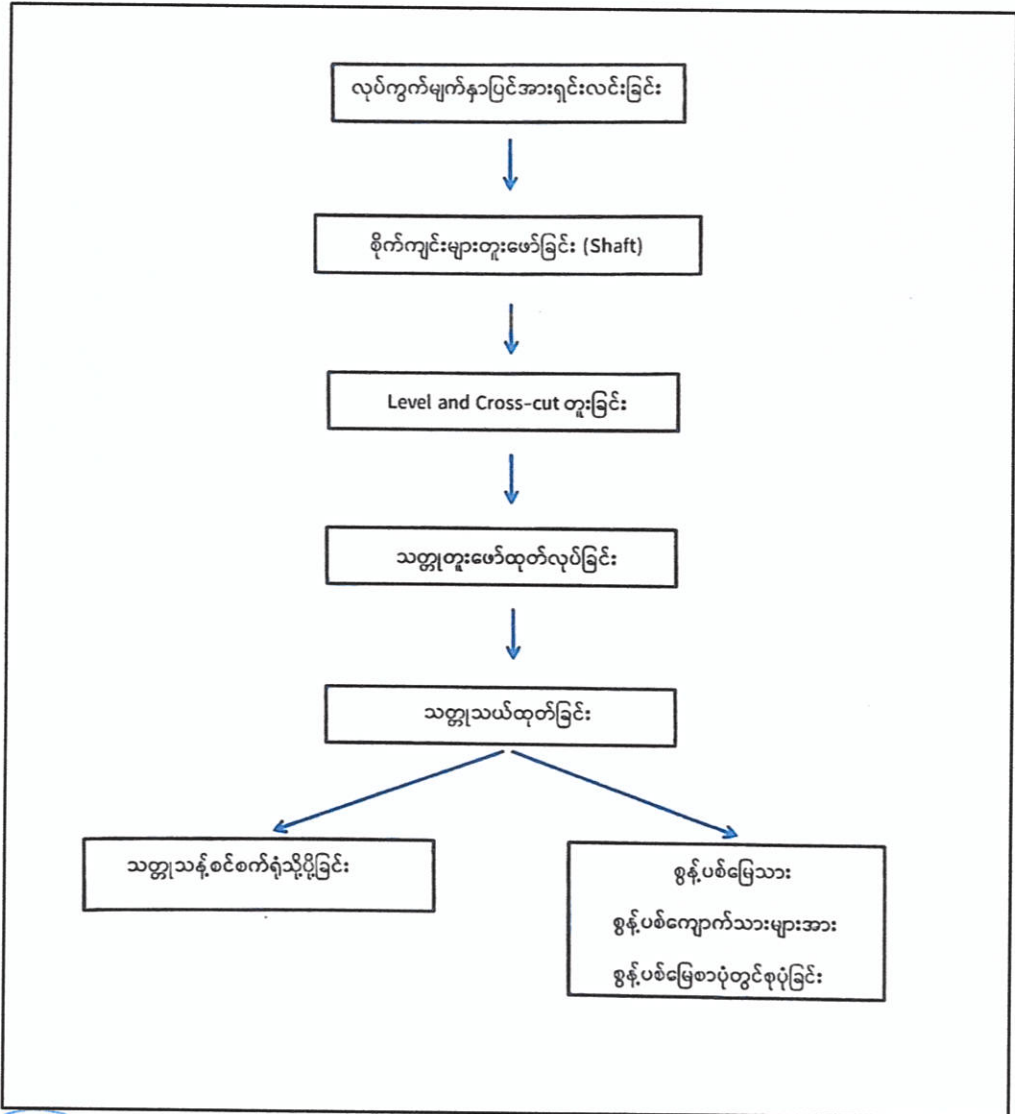 လုပ်ကွက်မျက်နှာပြင်အားရှင်းလင်းခြင်း
စိုက်ကျင်းများတူးဖော်ခြင်း (Shaft)
Level and Cross-cut တူးခြင်း
သတ္တုတူးဖော်ထုတ်လုပ်ခြင်း
သတ္တုသယ်ထုတ်ခြင်း
သတ္တုသန့်စင်စက်ရုံသို့ပို့ခြင်း
စွန့်ပစ်မြေသား
စွန့်ပစ်ကျောက်သားများအား
စွန့်ပစ်မြေစာပုံတွင်စုပုံခြင်း